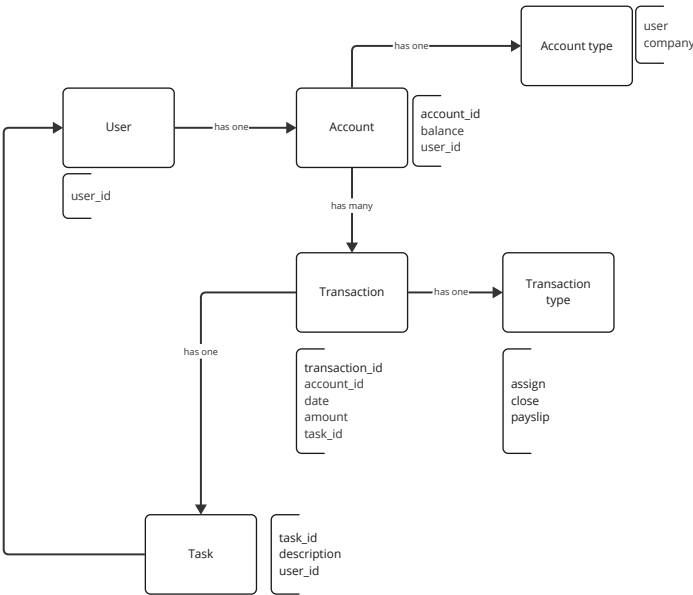 has one
Account type
user
company
User
has one
Account
account_id
balance
user_id
user_id
has many
Transaction
has one
Transaction
type
has one
transaction_id
account_id
date
amount
task_id
assign
close
payslip
Task
task_id
description
user_id